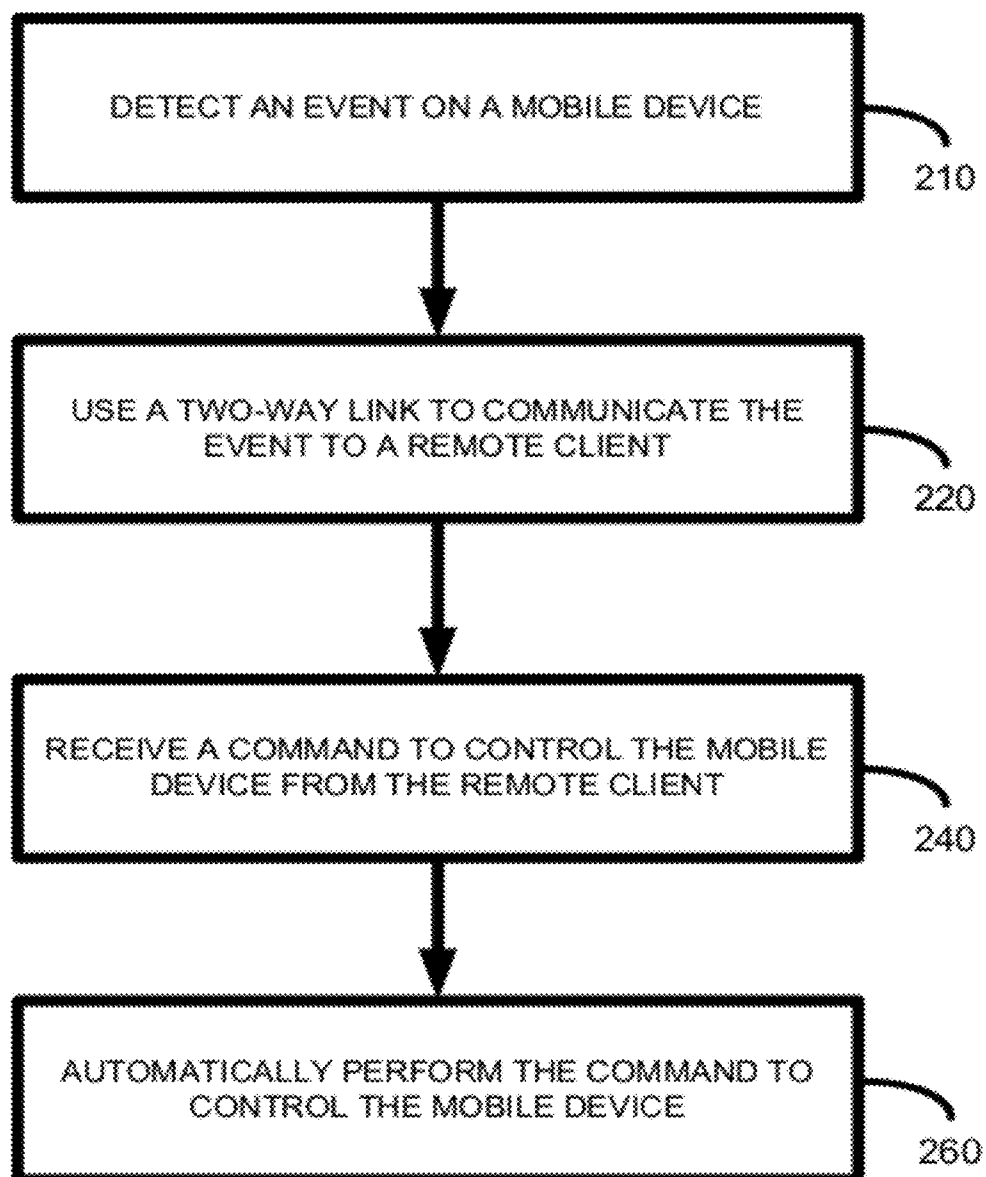 DETECT AN EVENT ON A MOBILE DEVICE
210
USE A TWO-WAY LINK TO COMMUNICATE THE
EVENT TO A REMOTE CLIENT
220
RECEIVE A COMMAND TO CONTROL THE MOBILE
DEVICE FROM THE REMOTE CLIENT
240
AUTOMATICALLY PERFORM THE COMMAND TO
CONTROL THE MOBILE DEVICE
260